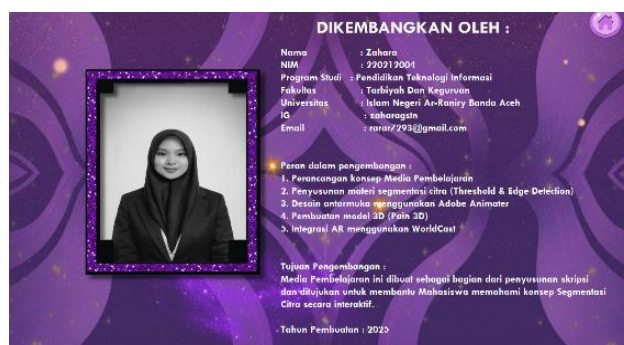 DIKEMBANGKAN OLEH :
Nama : Zahara
NIM : 220212004
Program Studi : Pendidikan Teknologi Informasi
Fakultas : Tarbiyah Dan Keguruan
Universitas : Islam Negeri Ar-Raniry Banda Aceh
IG : zaharagstn
Email : rarar7293@gmail.com
Peran dalam pengembangan :
1. Perancangan konsep Media Pembelajaran
2. Penyusunan materi segmentasi citra (Threshold & Edge Detection)
3. Desain antarmuka menggunakan Adobe Animater
4. Pembuatan model 3D (Pain 3D)
5. Integrasi AR menggunakan WorldCast
Tujuan Pengembangan :
Media Pembelajaran ini dibuat sebagai bagian dari penyusunan skripsi
dan ditujukan untuk membantu Mahasiswa memahami konsep Segmentasi
Citra secara interaktif.
Tahun Pembuatan : 2025